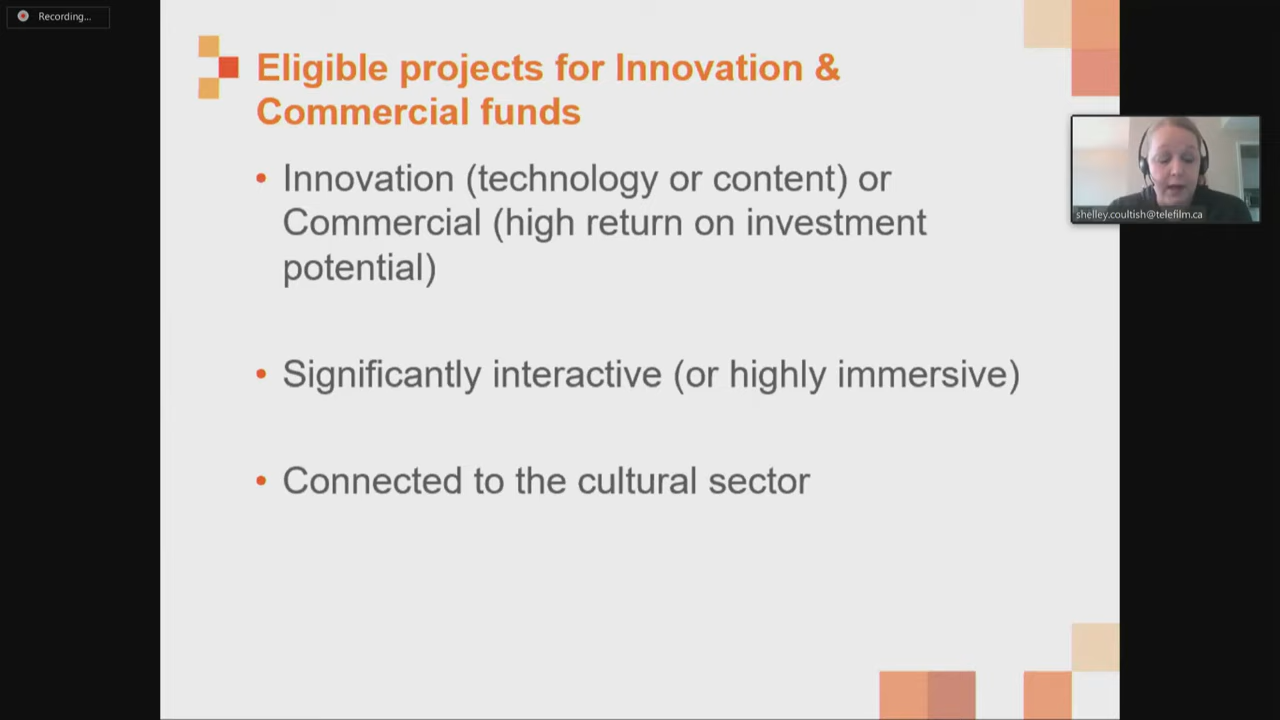 Recording...
Eligible projects for Innovation &
Commercial funds
• Innovation (technology or content) or
Commercial (high return on investment
potential)
• Significantly interactive (or highly immersive)
• Connected to the cultural sector
shelley.coultish@telefilm.ca